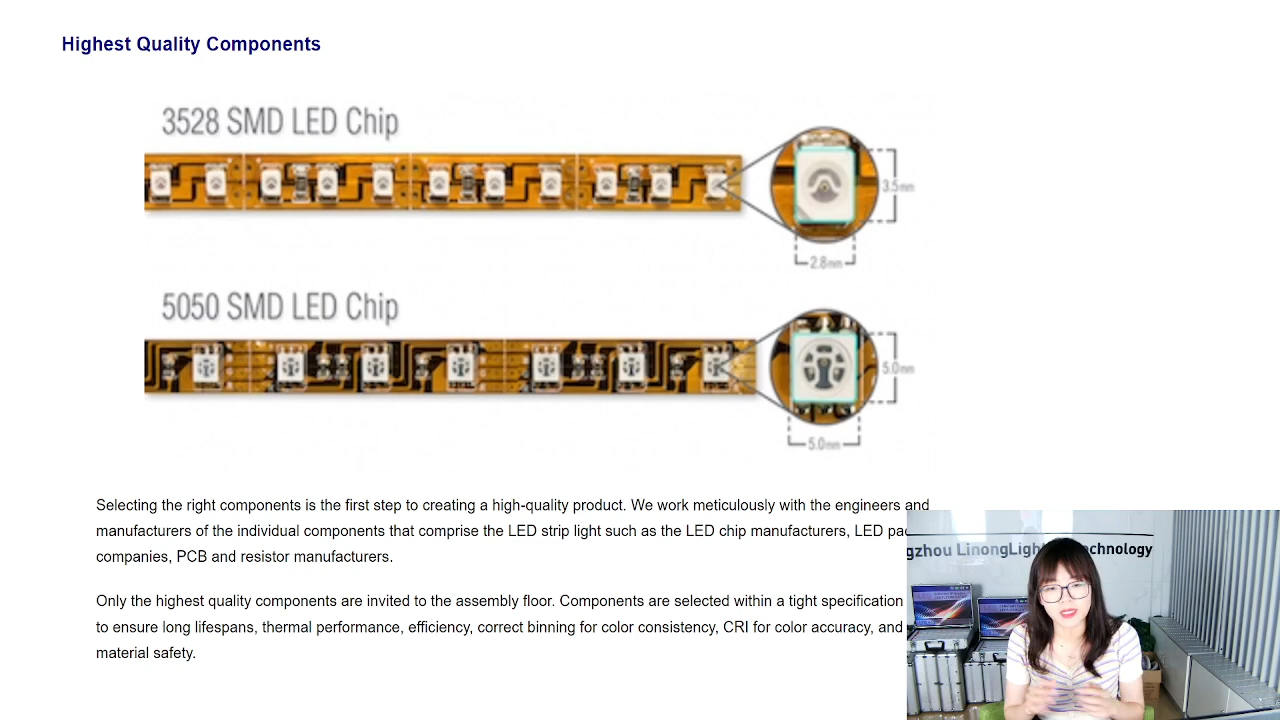 Highest Quality Components
3528 SMD LED Chip
3.5mm
2.8mm
5050 SMD LED Chip
5.0mm
5.0mm
Selecting the right components is the first step to creating a high-quality product. We work meticulously with the engineers and
manufacturers of the individual components that comprise the LED strip light such as the LED chip manufacturers, LED
companies, PCB and resistor manufacturers.
Only the highest quality components are invited to the assembly floor. Components are selected within a tight specification
to ensure long lifespans, thermal performance, efficiency, correct binning for color consistency, CRI for color accuracy, and
material safety.
gzhou LinongLigh chnology